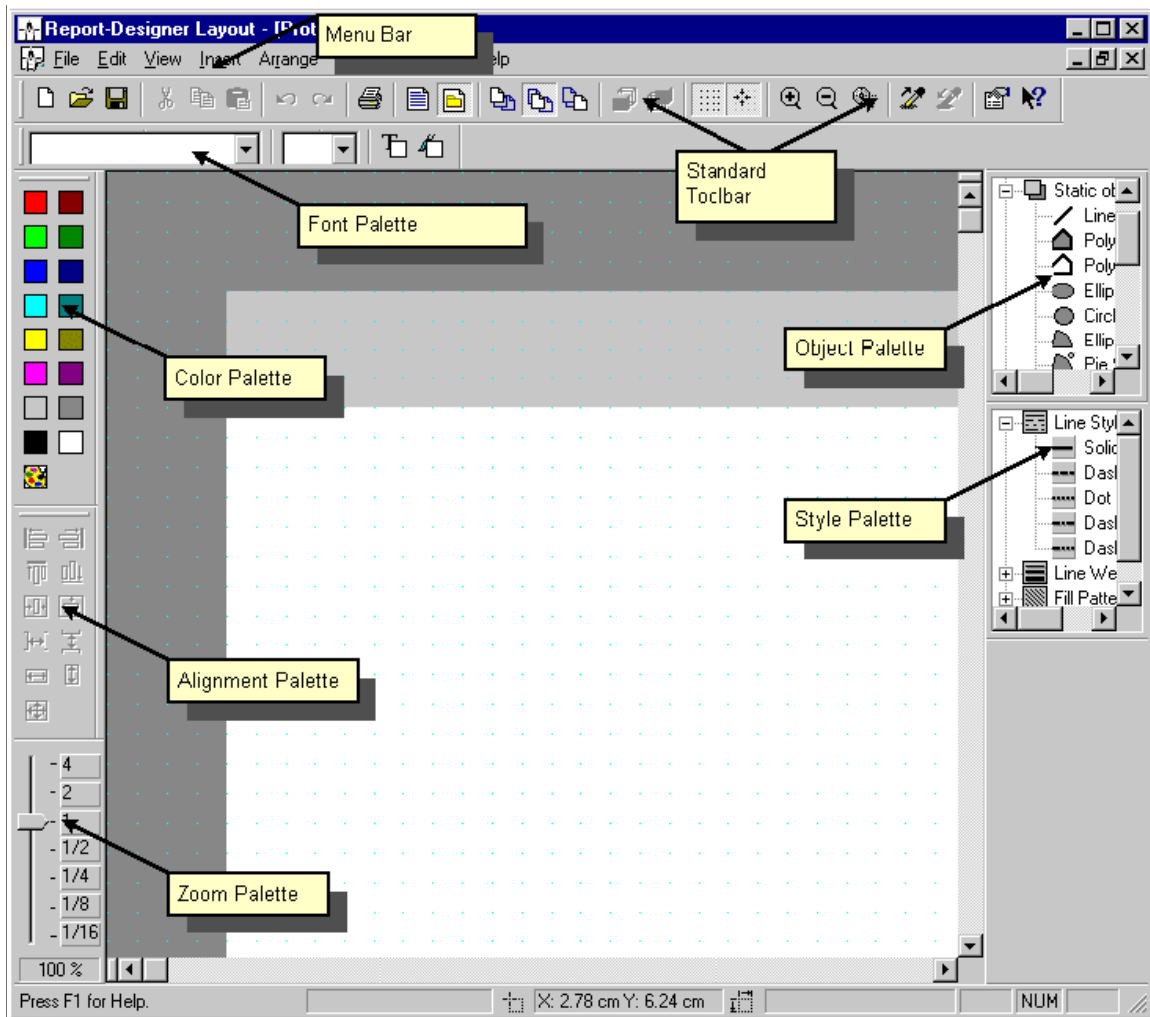 Report-Designer Layout - [Prot
Menu Bar
File Edit View Insert Arrange elp
Standard
Toolbar
Font Palette
Static ob
Line
Poly
Poly
Ellip
Circl
Ellip
Pie
Object Palette
Color Palette
Line Styl
Solid
Dasl
Dot
Dasl
Dasl
Line We
Fill Patte
Style Palette
Alignment Palette
4
2
1
1/2
1/4
1/8
1/16
Zoom Palette
100 %
Press F1 for Help.
X: 2.78 cm Y: 6.24 cm
NUM